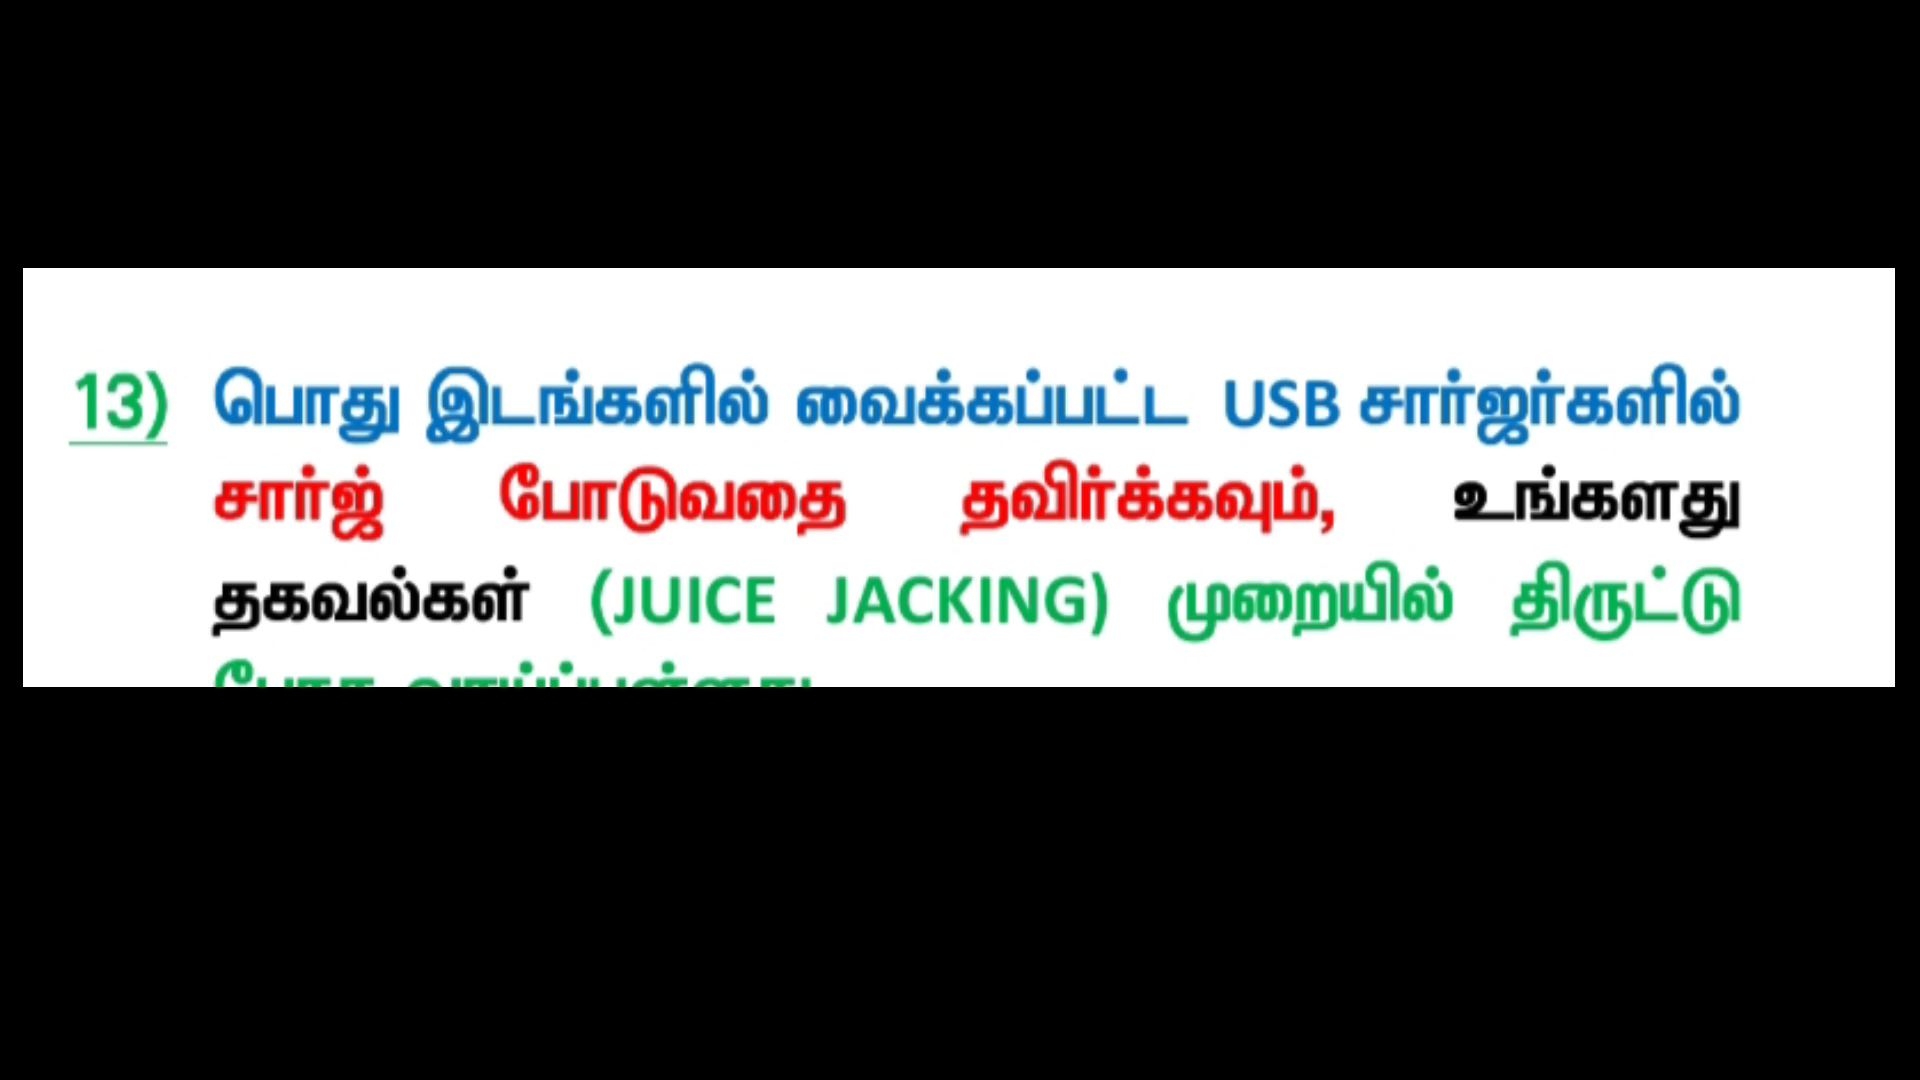 13) பொது இடங்களில் வைக்கப்பட்ட USB சார்ஜர்களில்
சார்ஜ் போடுவதை தவிர்க்கவும், உங்களது
தகவல்கள் (JUICE JACKING) முறையில் திருட்டு